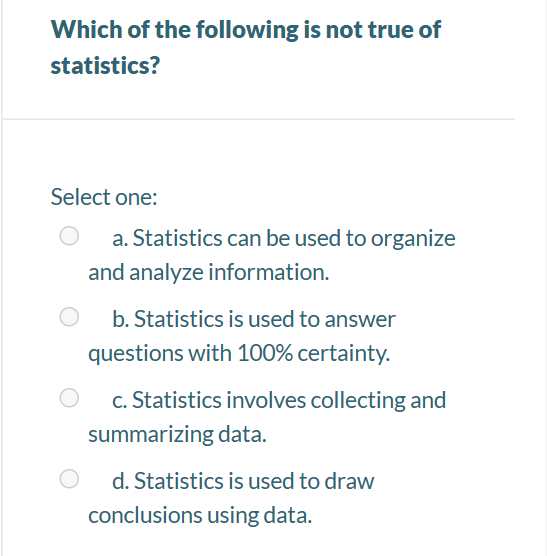 Which of the following is not true of
statistics?
Select one:
a. Statistics can be used to organize
and analyze information.
b. Statistics is used to answer
questions with 100% certainty.
c. Statistics involves collecting and
summarizing data.
d. Statistics is used to draw
conclusions using data.